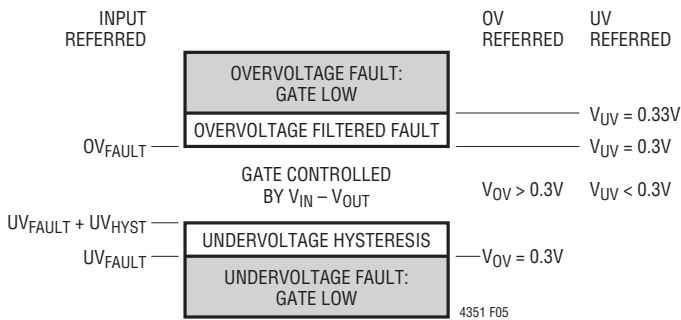 INPUT REFERRED
OV REFERRED
UV REFERRED
OVERVOLTAGE FAULT:
GATE LOW
OVERVOLTAGE FILTERED FAULT
V_UV = 0.33V
OV_FAULT
V_UV = 0.3V
GATE CONTROLLED
BY V_IN – V_OUT
V_OV > 0.3V
V_UV < 0.3V
UV_FAULT + UV_HYST
UNDERVOLTAGE HYSTERESIS
UV_FAULT
V_OV = 0.3V
UNDERVOLTAGE FAULT:
GATE LOW
4351 F05